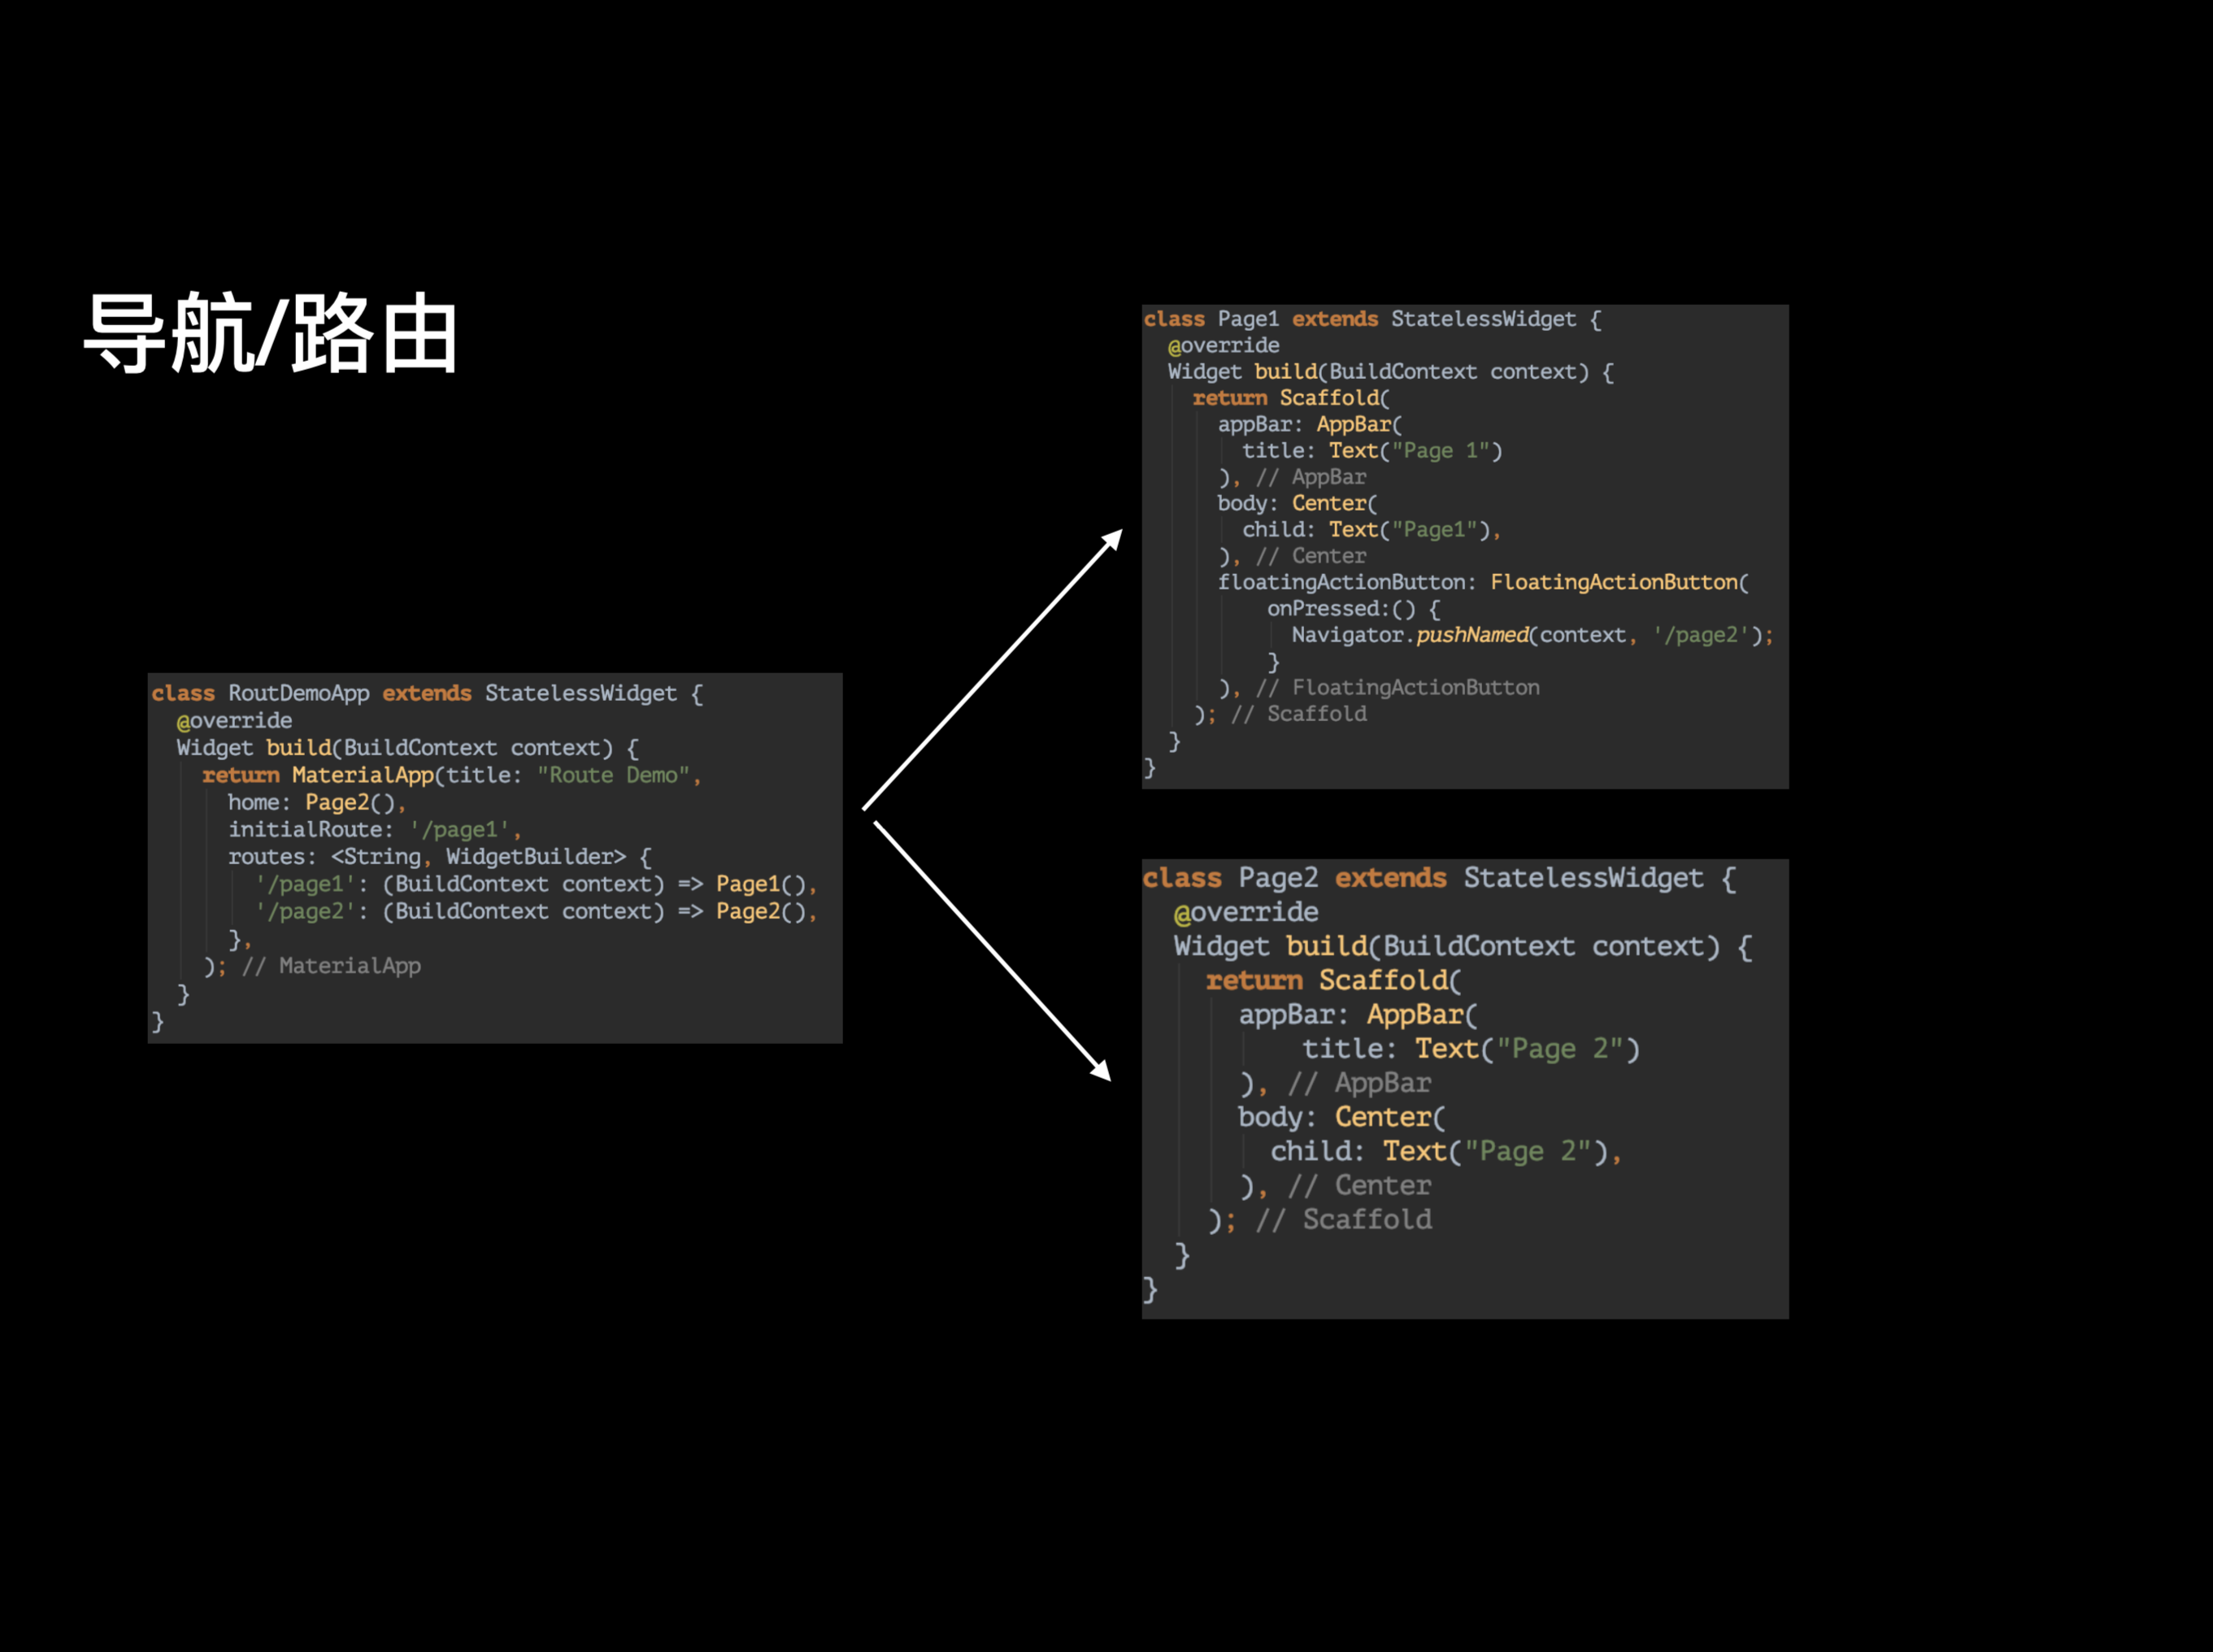 导航/路由
class RoutDemoApp extends StatelessWidget {
  @override
  Widget build(BuildContext context) {
    return MaterialApp(title: "Route Demo",
      home: Page2(),
      initialRoute: '/page1',
      routes: <String, WidgetBuilder> {
        '/page1': (BuildContext context) => Page1(),
        '/page2': (BuildContext context) => Page2(),
      },
    ); // MaterialApp
  }
}
class Page1 extends StatelessWidget {
  @override
  Widget build(BuildContext context) {
    return Scaffold(
      appBar: AppBar(
        title: Text("Page 1")
      ), // AppBar
      body: Center(
        child: Text("Page1"),
      ), // Center
      floatingActionButton: FloatingActionButton(
          onPressed:() {
            Navigator.pushNamed(context, '/page2');
          }
      ), // FloatingActionButton
    ); // Scaffold
  }
}
class Page2 extends StatelessWidget {
  @override
  Widget build(BuildContext context) {
    return Scaffold(
      appBar: AppBar(
          title: Text("Page 2")
      ), // AppBar
      body: Center(
        child: Text("Page 2"),
      ), // Center
    ); // Scaffold
  }
}